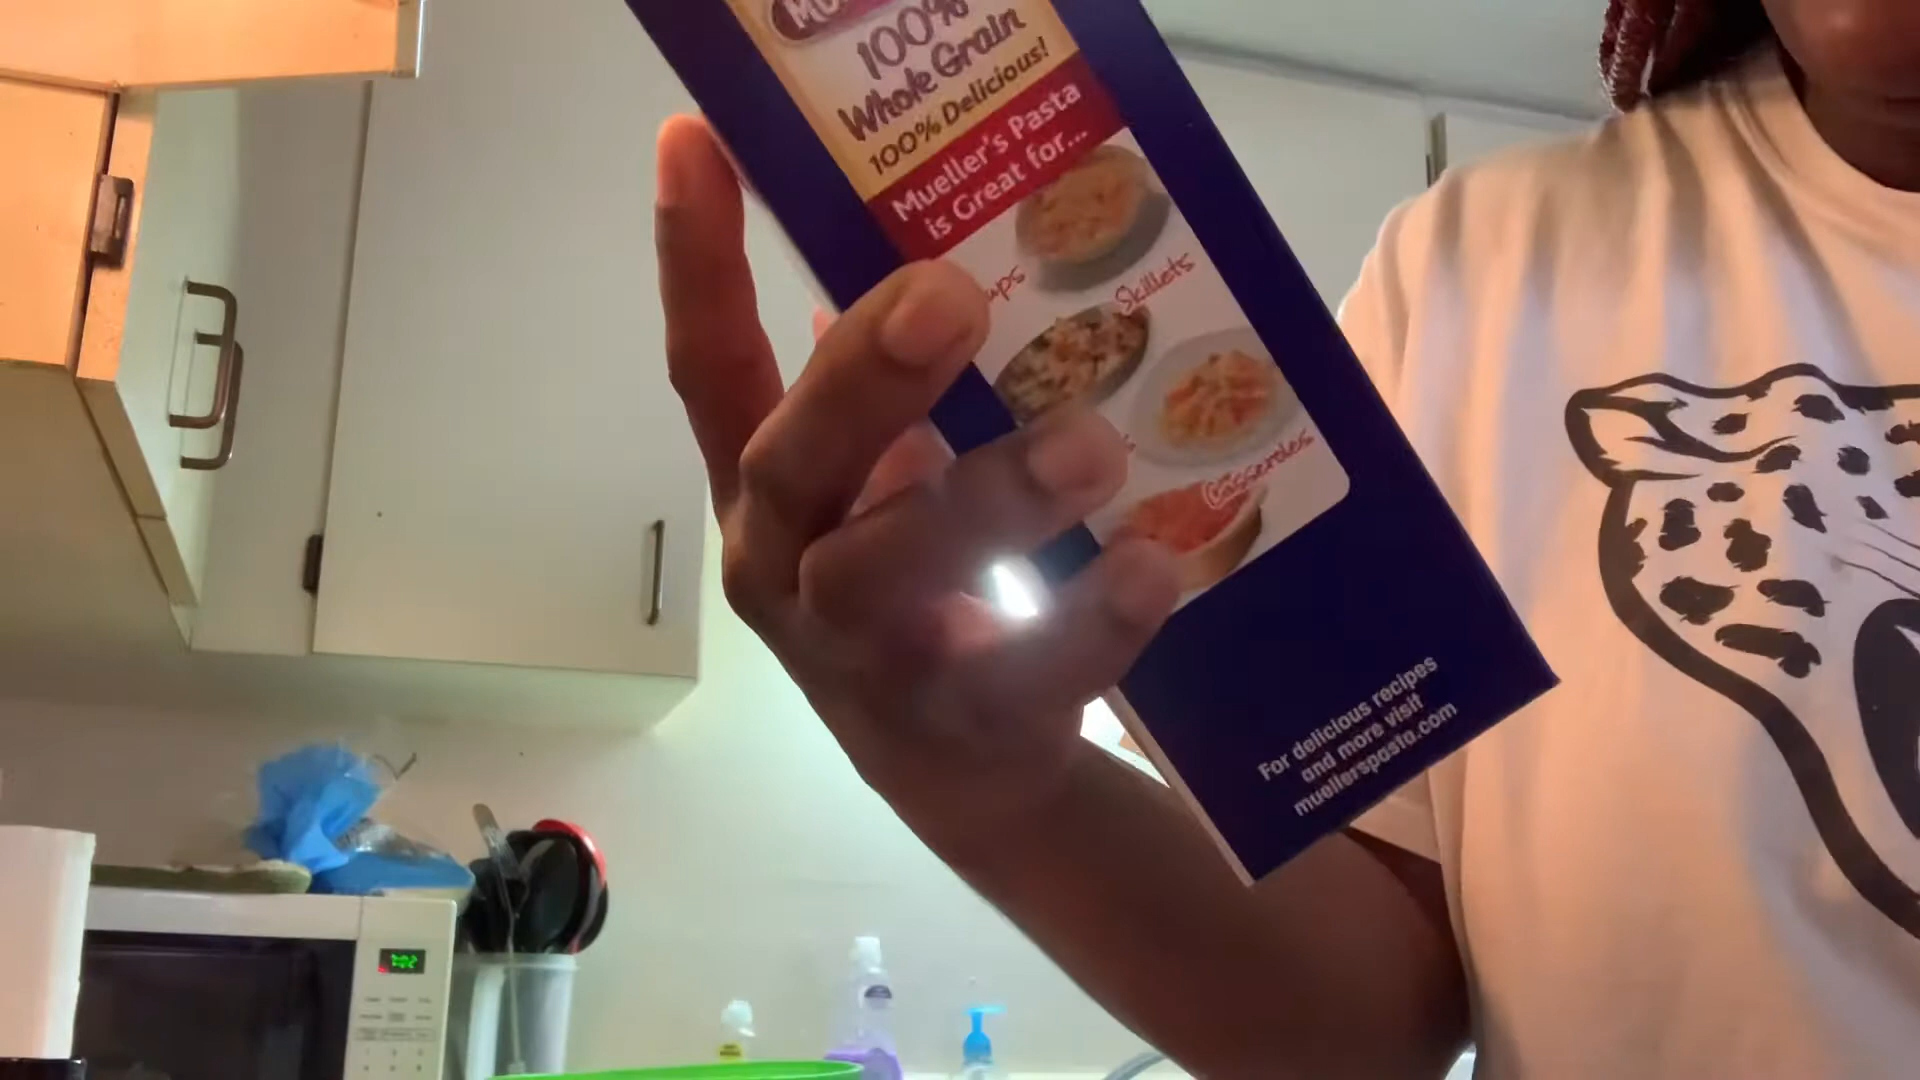 100%
Whole Grain
100% Delicious!
Mueller's Pasta
is Great for...
Skillets
Casseroles
For delicious recipes
and more visit
muellerspasta.com